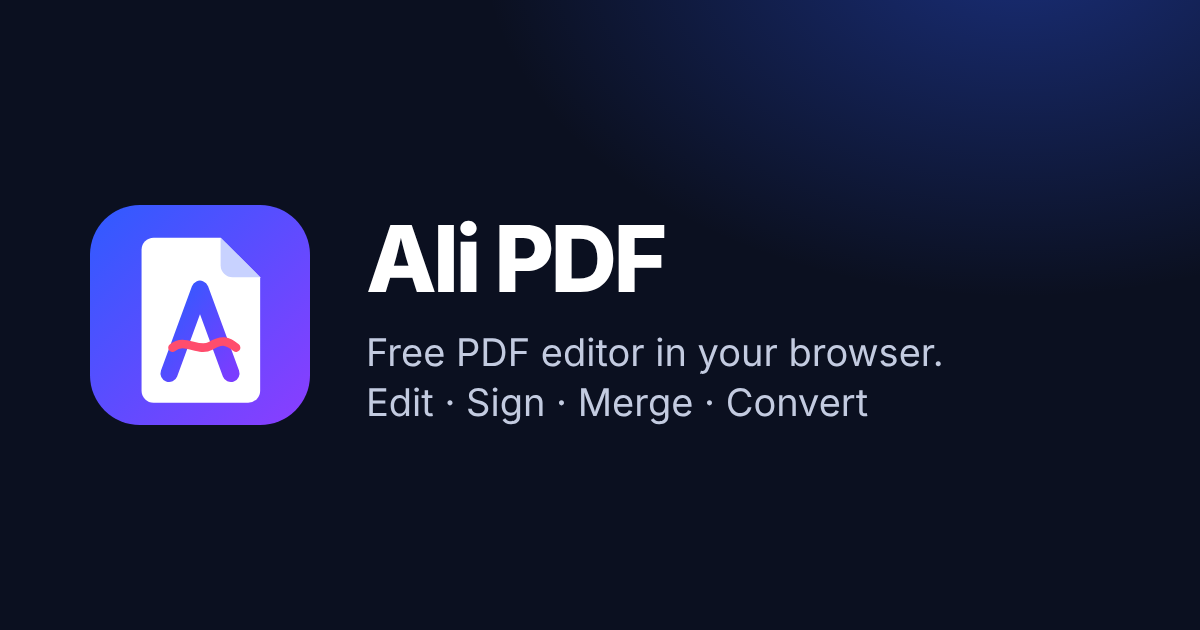 Ali PDF
Free PDF editor in your browser.
Edit · Sign · Merge · Convert